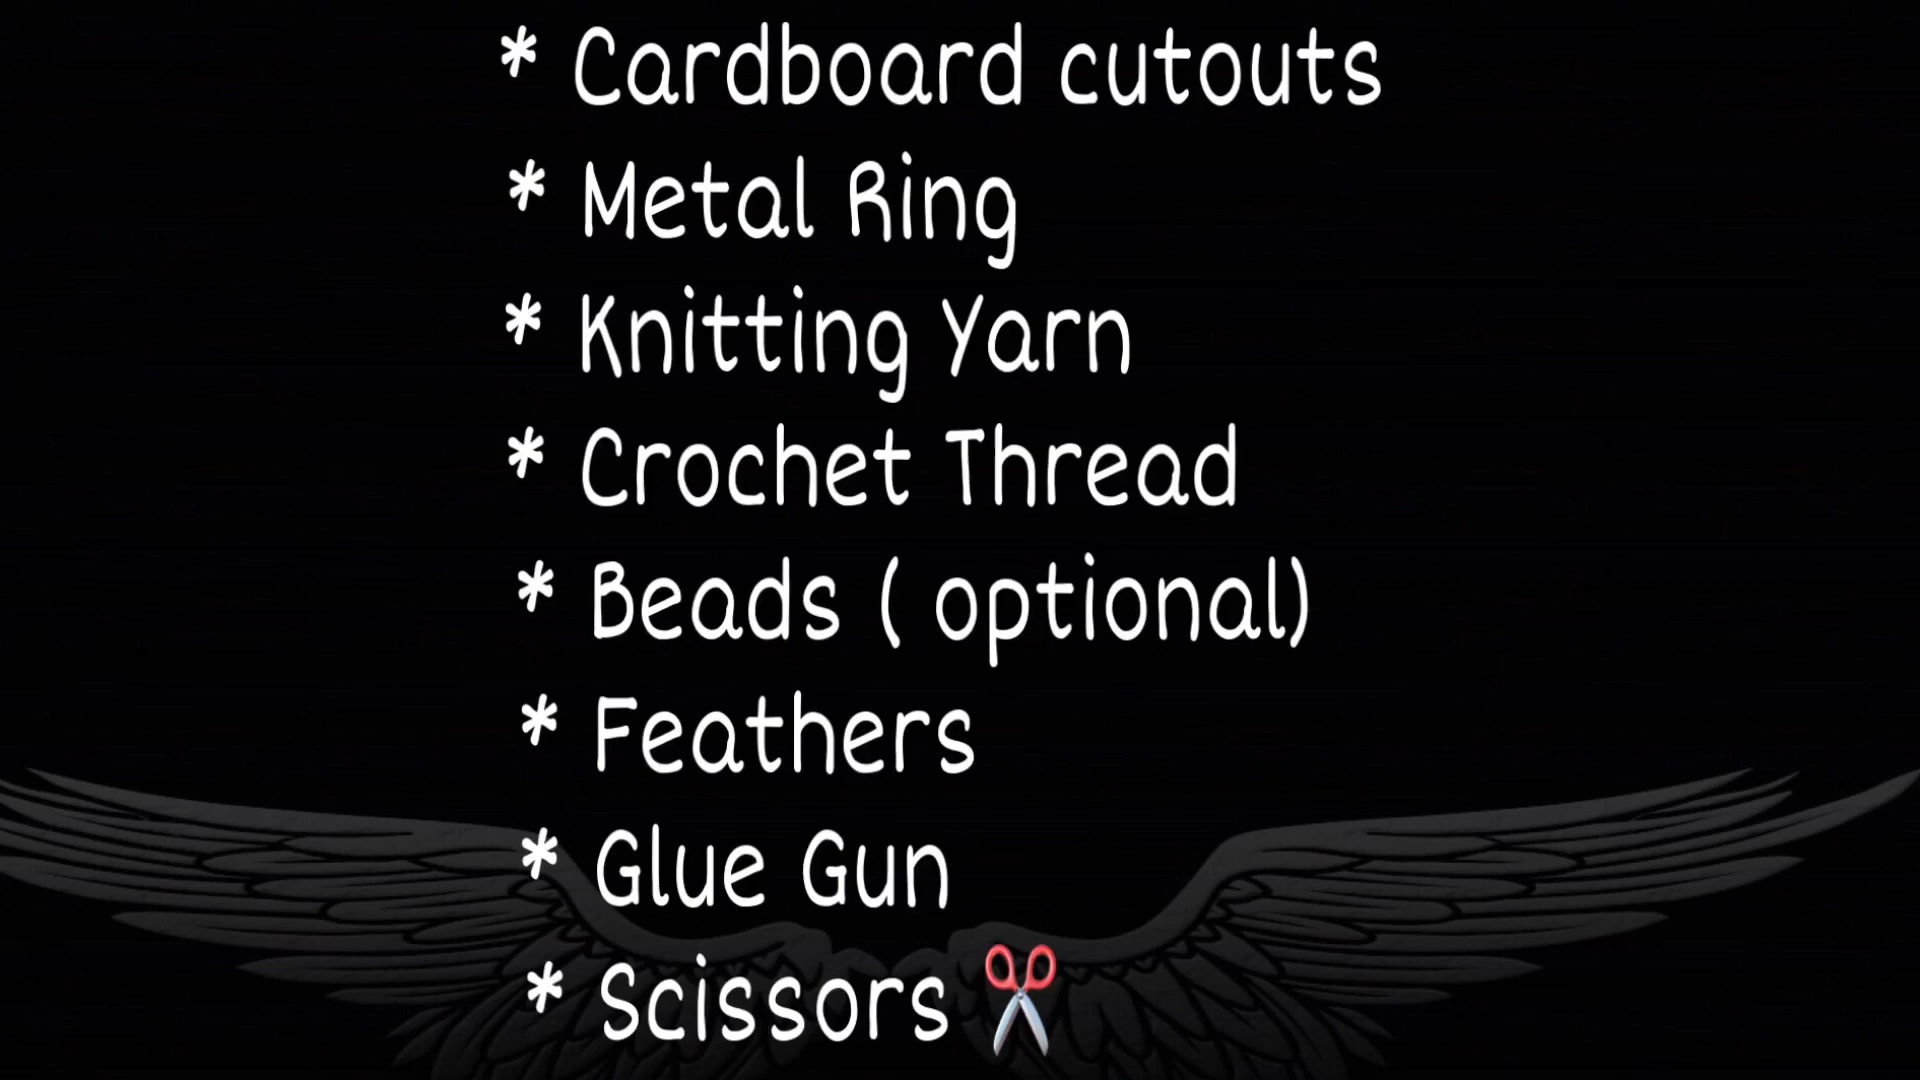 * Cardboard cutouts
* Metal Ring
* Knitting Yarn
* Crochet Thread
* Beads ( optional)
* Feathers
* Glue Gun
* Scissors ✂️